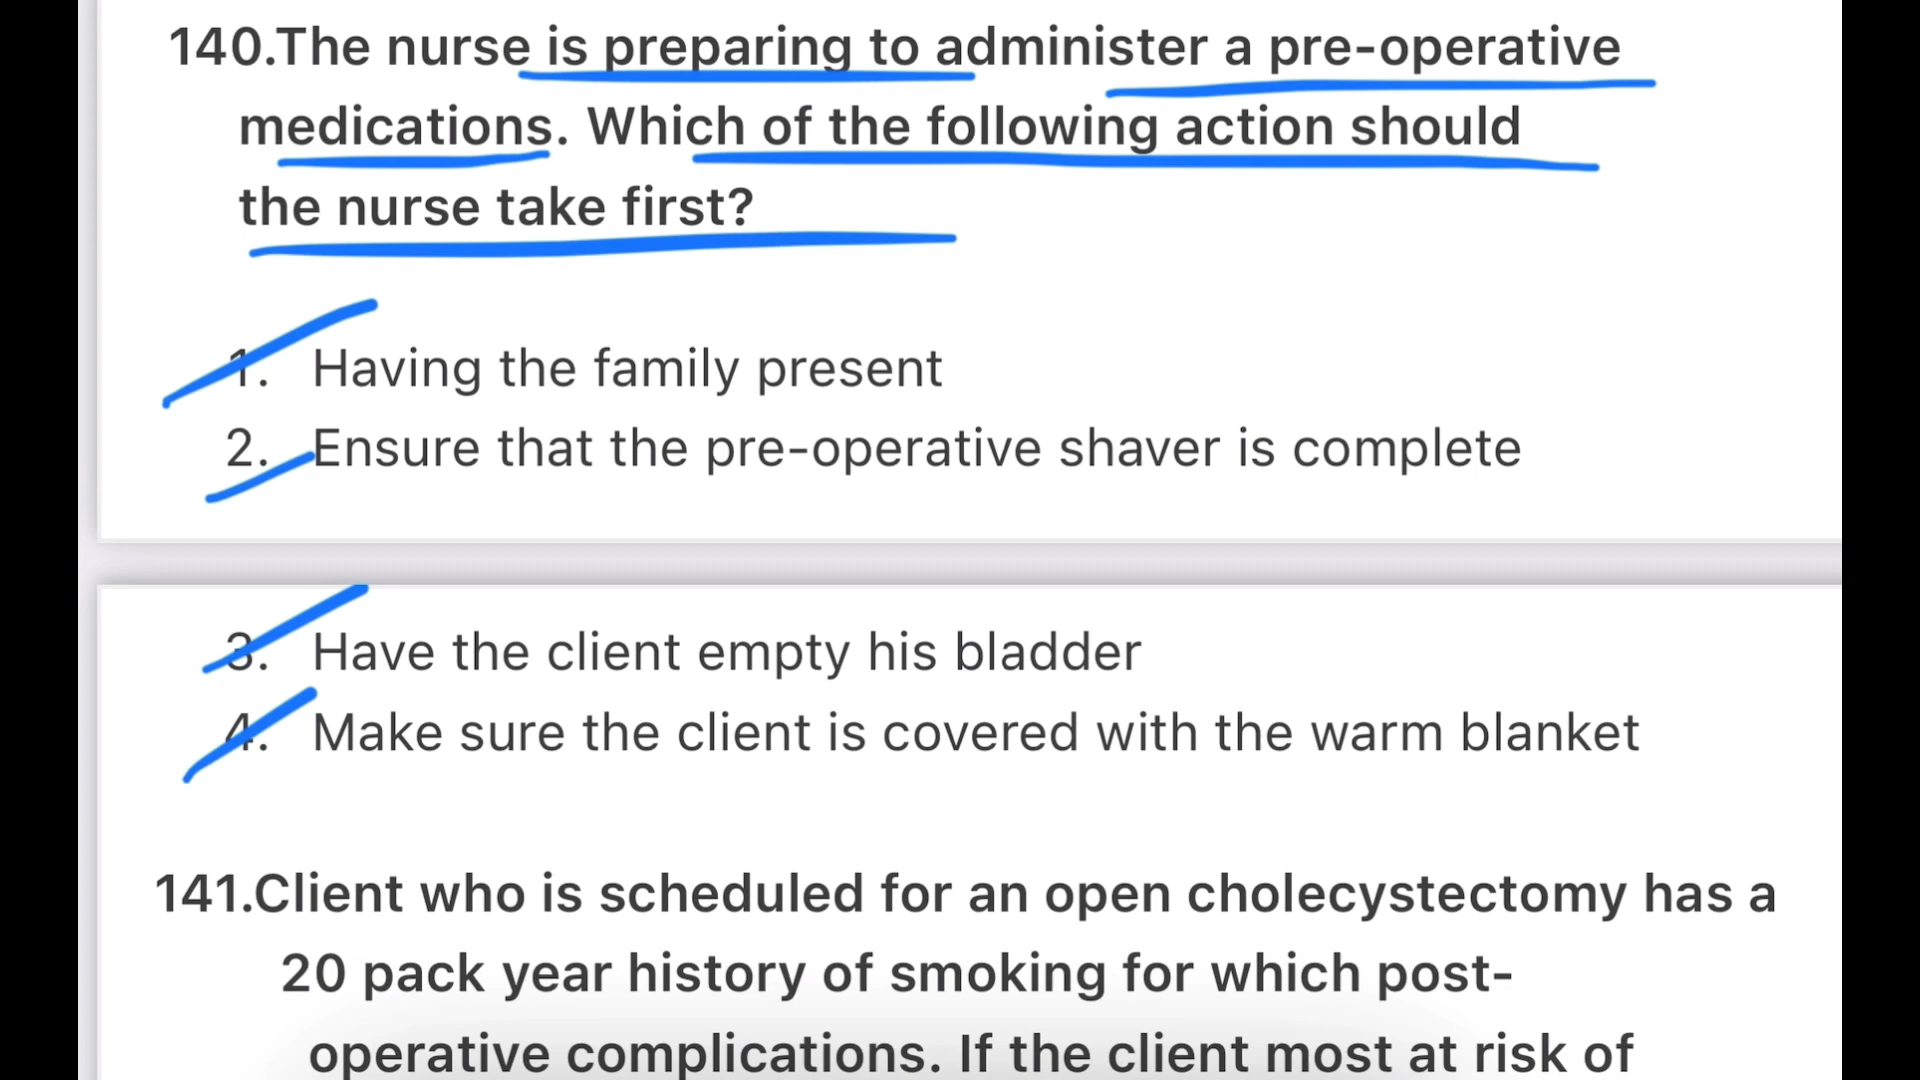 140.The nurse is preparing to administer a pre-operative
medications. Which of the following action should
the nurse take first?
1. Having the family present
2. Ensure that the pre-operative shaver is complete
3. Have the client empty his bladder
4. Make sure the client is covered with the warm blanket
141.Client who is scheduled for an open cholecystectomy has a
20 pack year history of smoking for which post-
operative complications. If the client most at risk of